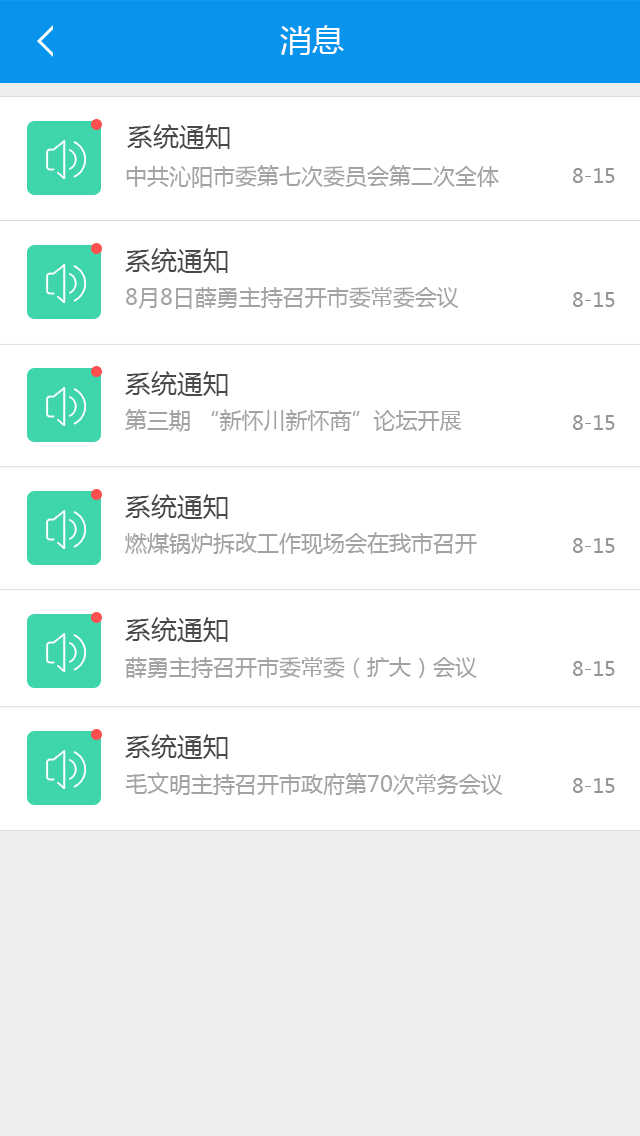 消息
系统通知
中共沁阳市委第七次委员会第二次全体
8-15
系统通知
8月8日薛勇主持召开市委常委会议
8-15
系统通知
第三期 “新怀川新怀商”论坛开展
8-15
系统通知
燃煤锅炉拆改工作现场会在我市召开
8-15
系统通知
薛勇主持召开市委常委（扩大）会议
8-15
系统通知
毛文明主持召开市政府第70次常务会议
8-15